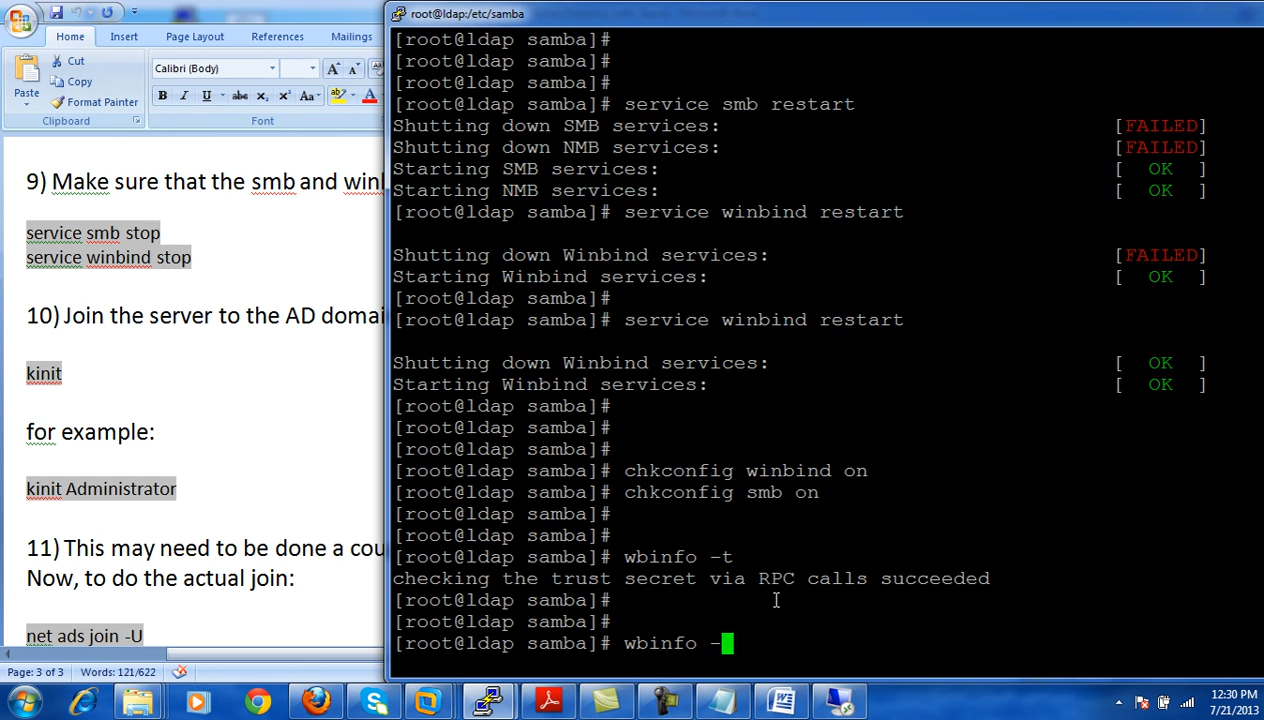 root@ldap:/etc/samba
Home
Insert
Page Layout
References
Mailings
Paste
Cut
Copy
Format Painter
Clipboard
Calibri (Body)
A A
B I U abc x₂ x² Aa ab A
Font
9) Make sure that the smb and
service smb stop
service winbind stop
10) Join the server to the AD
kinit
for example:
kinit Administrator
11) This may need to be done a
Now, to do the actual join:
net ads join -U
Page: 3 of 3
Words: 121/622
[root@ldap samba]#
[root@ldap samba]#
[root@ldap samba]#
[root@ldap samba]# service smb restart
Shutting down SMB services: [FAILED]
Shutting down NMB services: [FAILED]
Starting SMB services: [ OK ]
Starting NMB services: [ OK ]
[root@ldap samba]# service winbind restart
Shutting down Winbind services: [FAILED]
Starting Winbind services: [ OK ]
[root@ldap samba]#
[root@ldap samba]# service winbind restart
Shutting down Winbind services: [ OK ]
Starting Winbind services: [ OK ]
[root@ldap samba]#
[root@ldap samba]#
[root@ldap samba]#
[root@ldap samba]# chkconfig winbind on
[root@ldap samba]# chkconfig smb on
[root@ldap samba]#
[root@ldap samba]#
[root@ldap samba]# wbinfo -t
checking the trust secret via RPC calls succeeded
[root@ldap samba]#
[root@ldap samba]#
[root@ldap samba]# wbinfo -
12:30 PM
7/21/2013